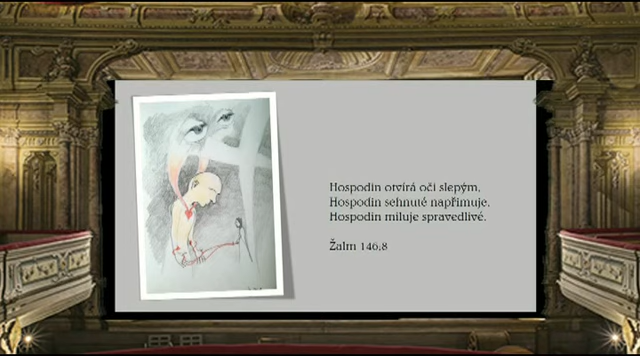 Hospodin otvírá oči slepým,
Hospodin sehnuté napřimuje,
Hospodin miluje spravedlivé.
Žalm 146,8